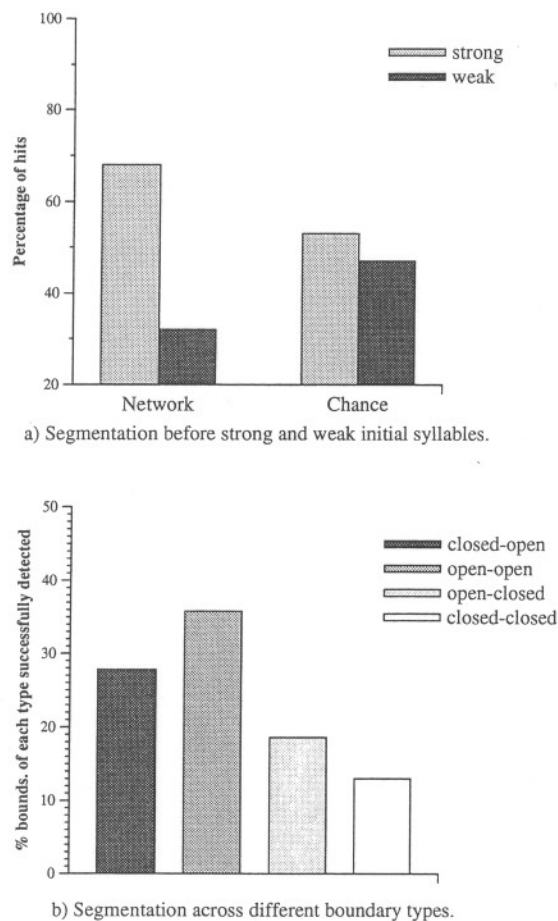 100
80
60
40
20
Percentage of hits
strong
weak
Network Chance
a) Segmentation before strong and weak initial syllables.
50
40
30
20
10
0
% bounds. of each type successfully detected
closed-open
open-open
open-closed
closed-closed
b) Segmentation across different boundary types.